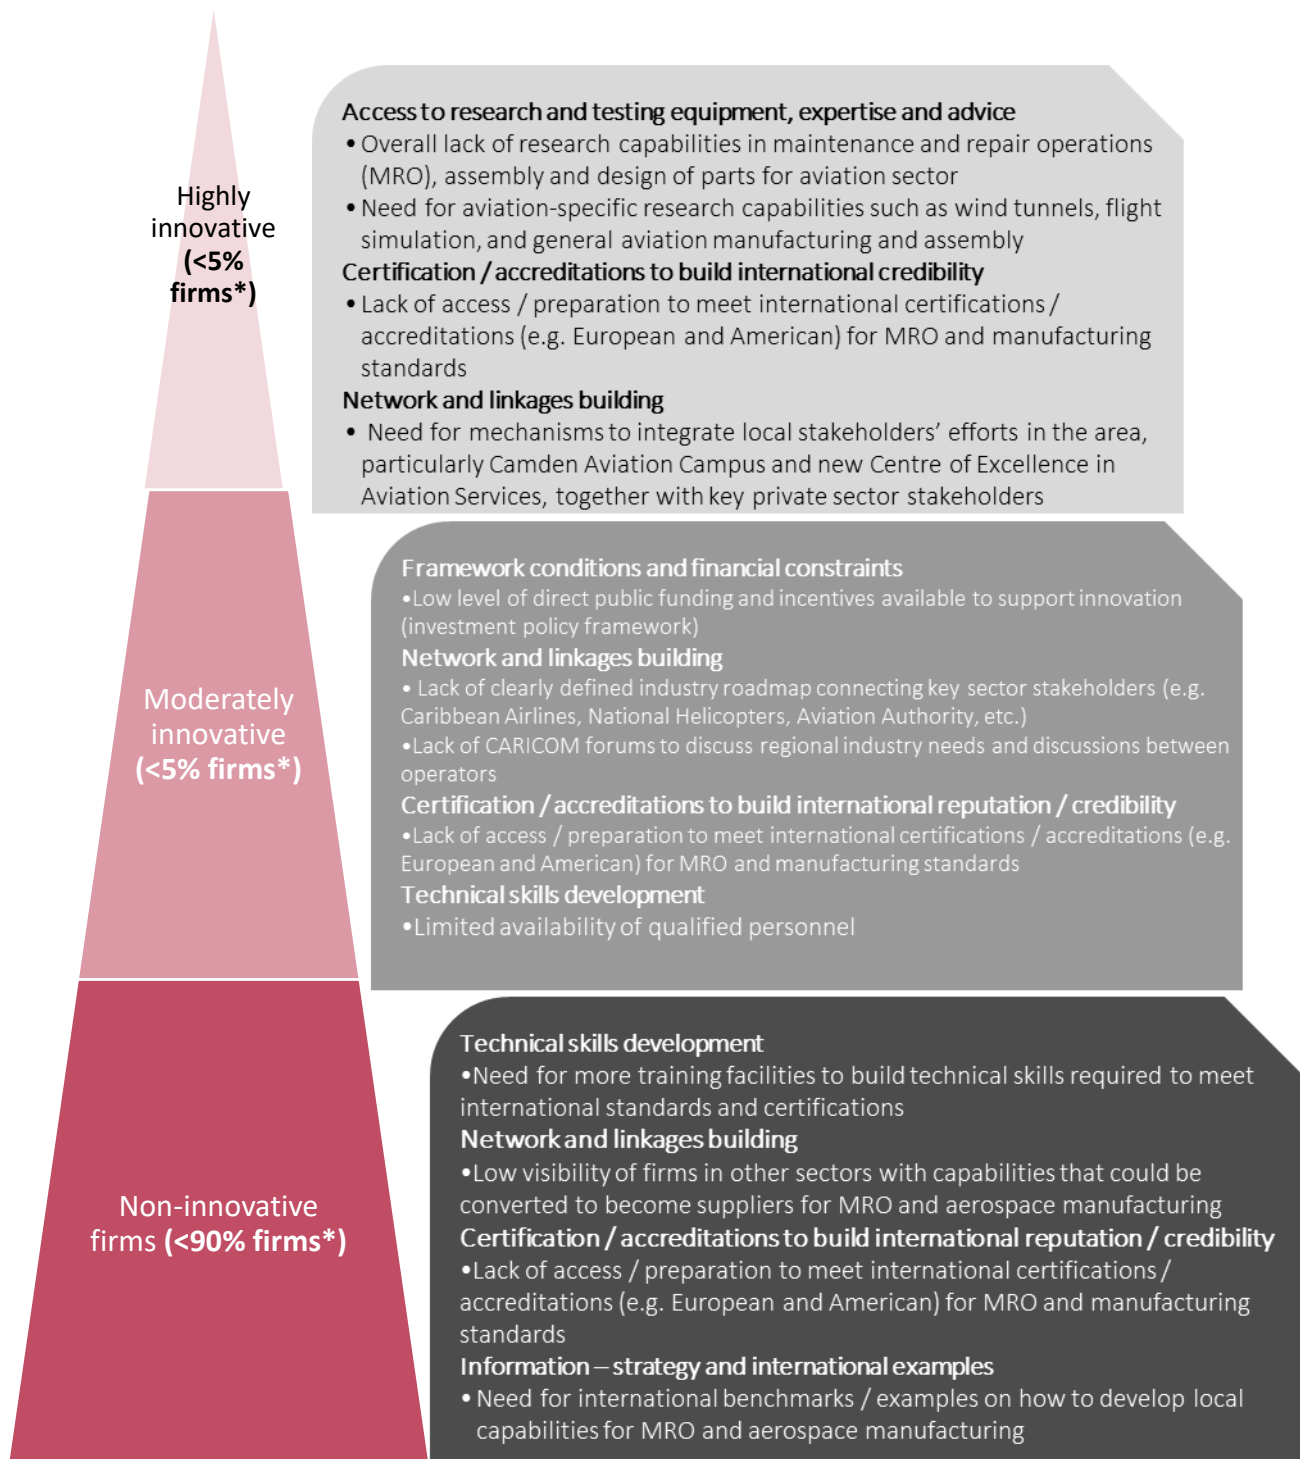 Highly
innovative
(<5%
firms*)
Access to research and testing equipment, expertise and advice
• Overall lack of research capabilities in maintenance and repair operations
(MRO), assembly and design of parts for aviation sector
• Need for aviation-specific research capabilities such as wind tunnels, flight
simulation, and general aviation manufacturing and assembly
Certification / accreditations to build international credibility
• Lack of access / preparation to meet international certifications /
accreditations (e.g. European and American) for MRO and manufacturing
standards
Network and linkages building
• Need for mechanisms to integrate local stakeholders’ efforts in the area,
particularly Camden Aviation Campus and new Centre of Excellence in
Aviation Services, together with key private sector stakeholders
Moderately
innovative
(<5% firms*)
Framework conditions and financial constraints
•Low level of direct public funding and incentives available to support innovation
(investment policy framework)
Network and linkages building
• Lack of clearly defined industry roadmap connecting key sector stakeholders (e.g.
Caribbean Airlines, National Helicopters, Aviation Authority, etc.)
•Lack of CARICOM forums to discuss regional industry needs and discussions between
operators
Certification / accreditations to build international reputation / credibility
•Lack of access / preparation to meet international certifications / accreditations (e.g.
European and American) for MRO and manufacturing standards
Technical skills development
•Limited availability of qualified personnel
Non-innovative
firms (<90% firms*)
Technical skills development
•Need for more training facilities to build technical skills required to meet
international standards and certifications
Network and linkages building
•Low visibility of firms in other sectors with capabilities that could be
converted to become suppliers for MRO and aerospace manufacturing
Certification / accreditations to build international reputation / credibility
•Lack of access / preparation to meet international certifications /
accreditations (e.g. European and American) for MRO and manufacturing
standards
Information – strategy and international examples
• Need for international benchmarks / examples on how to develop local
capabilities for MRO and aerospace manufacturing